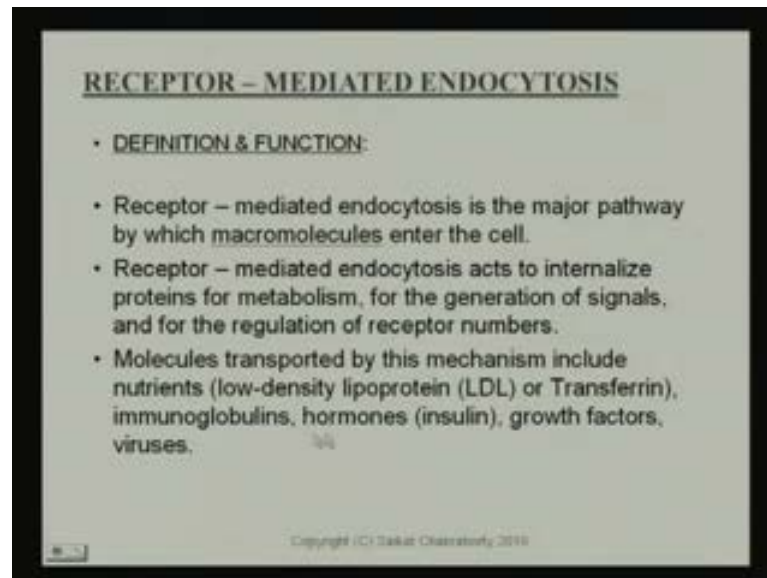 RECEPTOR – MEDIATED ENDOCYTOSIS
• DEFINITION & FUNCTION:
• Receptor – mediated endocytosis is the major pathway
by which macromolecules enter the cell.
• Receptor – mediated endocytosis acts to internalize
proteins for metabolism, for the generation of signals,
and for the regulation of receptor numbers.
• Molecules transported by this mechanism include
nutrients (low-density lipoprotein (LDL) or Transferrin),
immunoglobulins, hormones (insulin), growth factors,
viruses.
Copyright (C) Saikat Chakraborty 2010